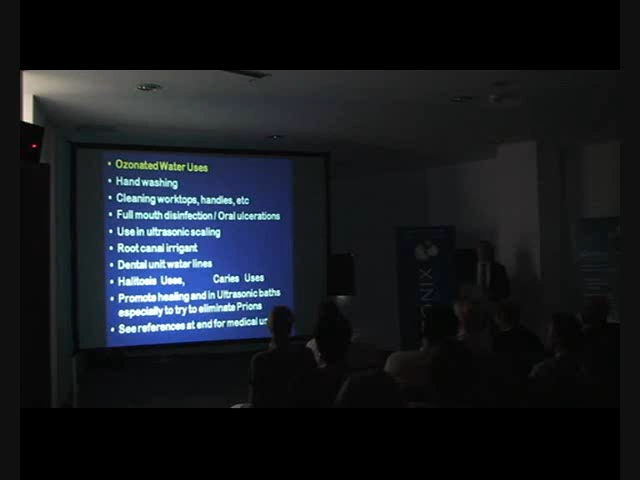 • Ozonated Water Uses
• Hand washing
• Cleaning worktops, handles, etc
• Full mouth disinfection / Oral ulcerations
• Use in ultrasonic scaling
• Root canal irrigant
• Dental unit water lines
• Halitosis Uses, Caries Uses
• Promote healing and in Ultrasonic baths
especially to try to eliminate Prions
• See references at end for medical